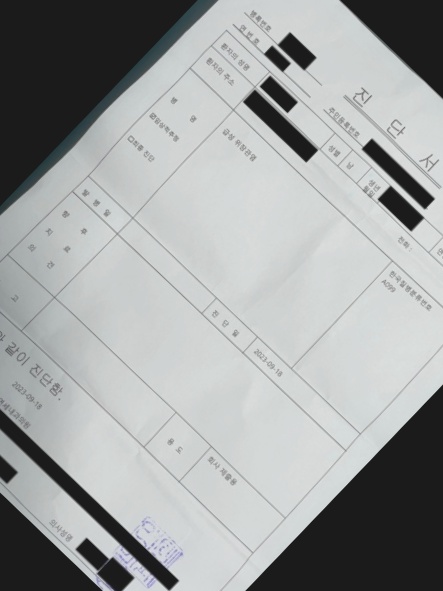 병록번호
연 번 호
진 단 서
환자의 성명
주민등록번호
환자의 주소
성별
남
생년
월일
전화 :
병 명
급성 위장관염
한국질병분류번호
A099
☑임상적추정
☐최종 진단
발 병 일
진 단 일
2023-09-18
향 후
치 료
의 견
고
용 도
회사 제출용
같이 진단함.
2023-09-18
의사성명